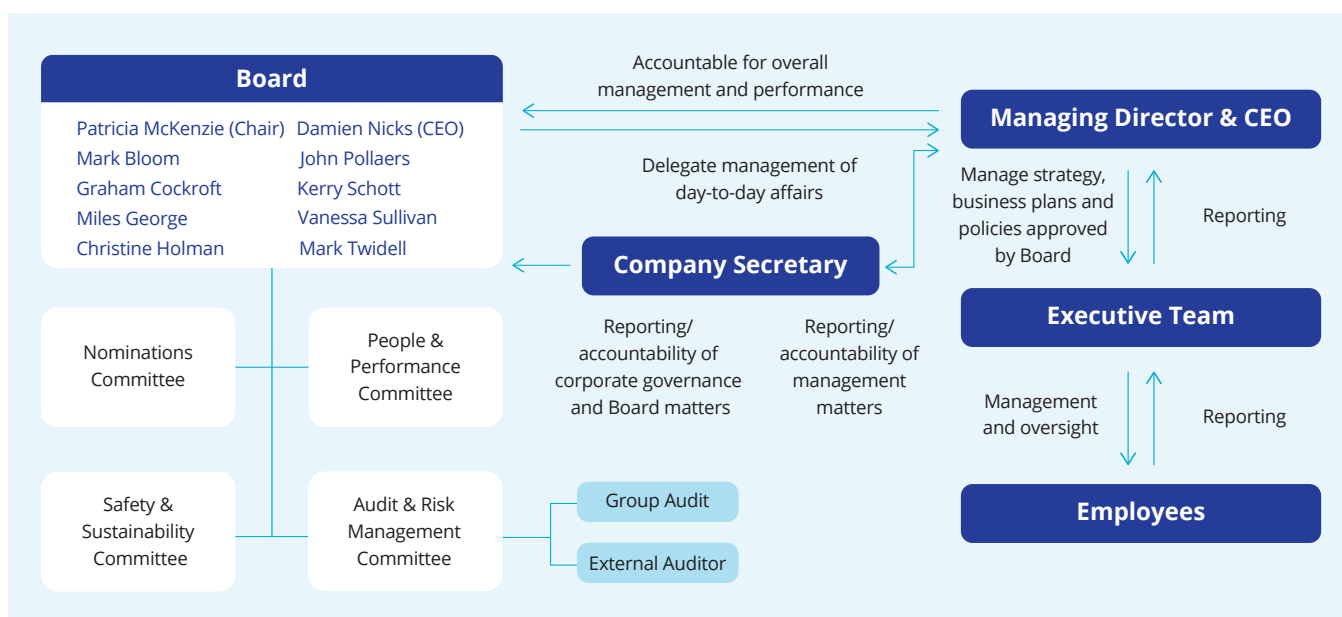 Board
Patricia McKenzie (Chair)
Damien Nicks (CEO)
Mark Bloom
John Pollaers
Graham Cockroft
Kerry Schott
Miles George
Vanessa Sullivan
Christine Holman
Mark Twidell
Accountable for overall
management and performance
Delegate management of
day-to-day affairs
Managing Director & CEO
Manage strategy,
business plans and
policies approved
by Board
Reporting
Company Secretary
Reporting/
accountability of
corporate governance
and Board matters
Reporting/
accountability of
management
matters
Executive Team
Management
and oversight
Reporting
Employees
Nominations
Committee
People &
Performance
Committee
Safety &
Sustainability
Committee
Audit & Risk
Management
Committee
Group Audit
External Auditor